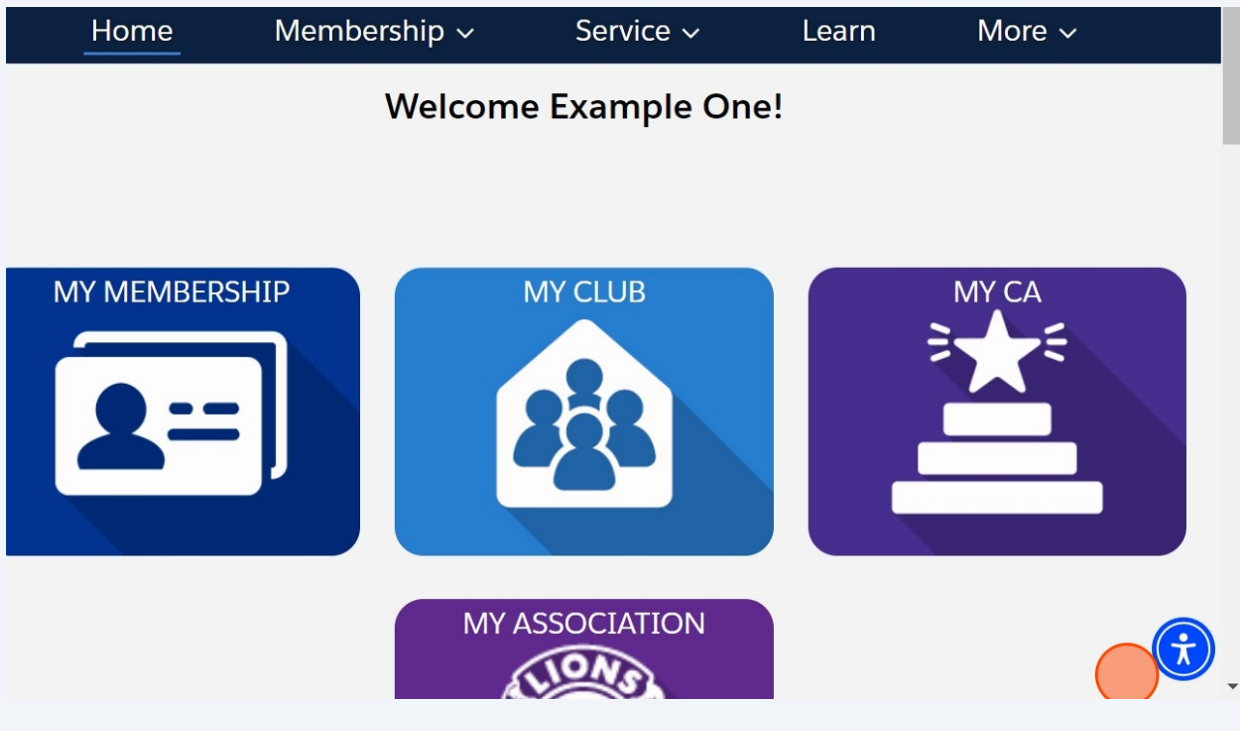 Home Membership Service Learn More
Welcome Example One!
MY MEMBERSHIP MY CLUB MY CA
MY ASSOCIATION
LIONS